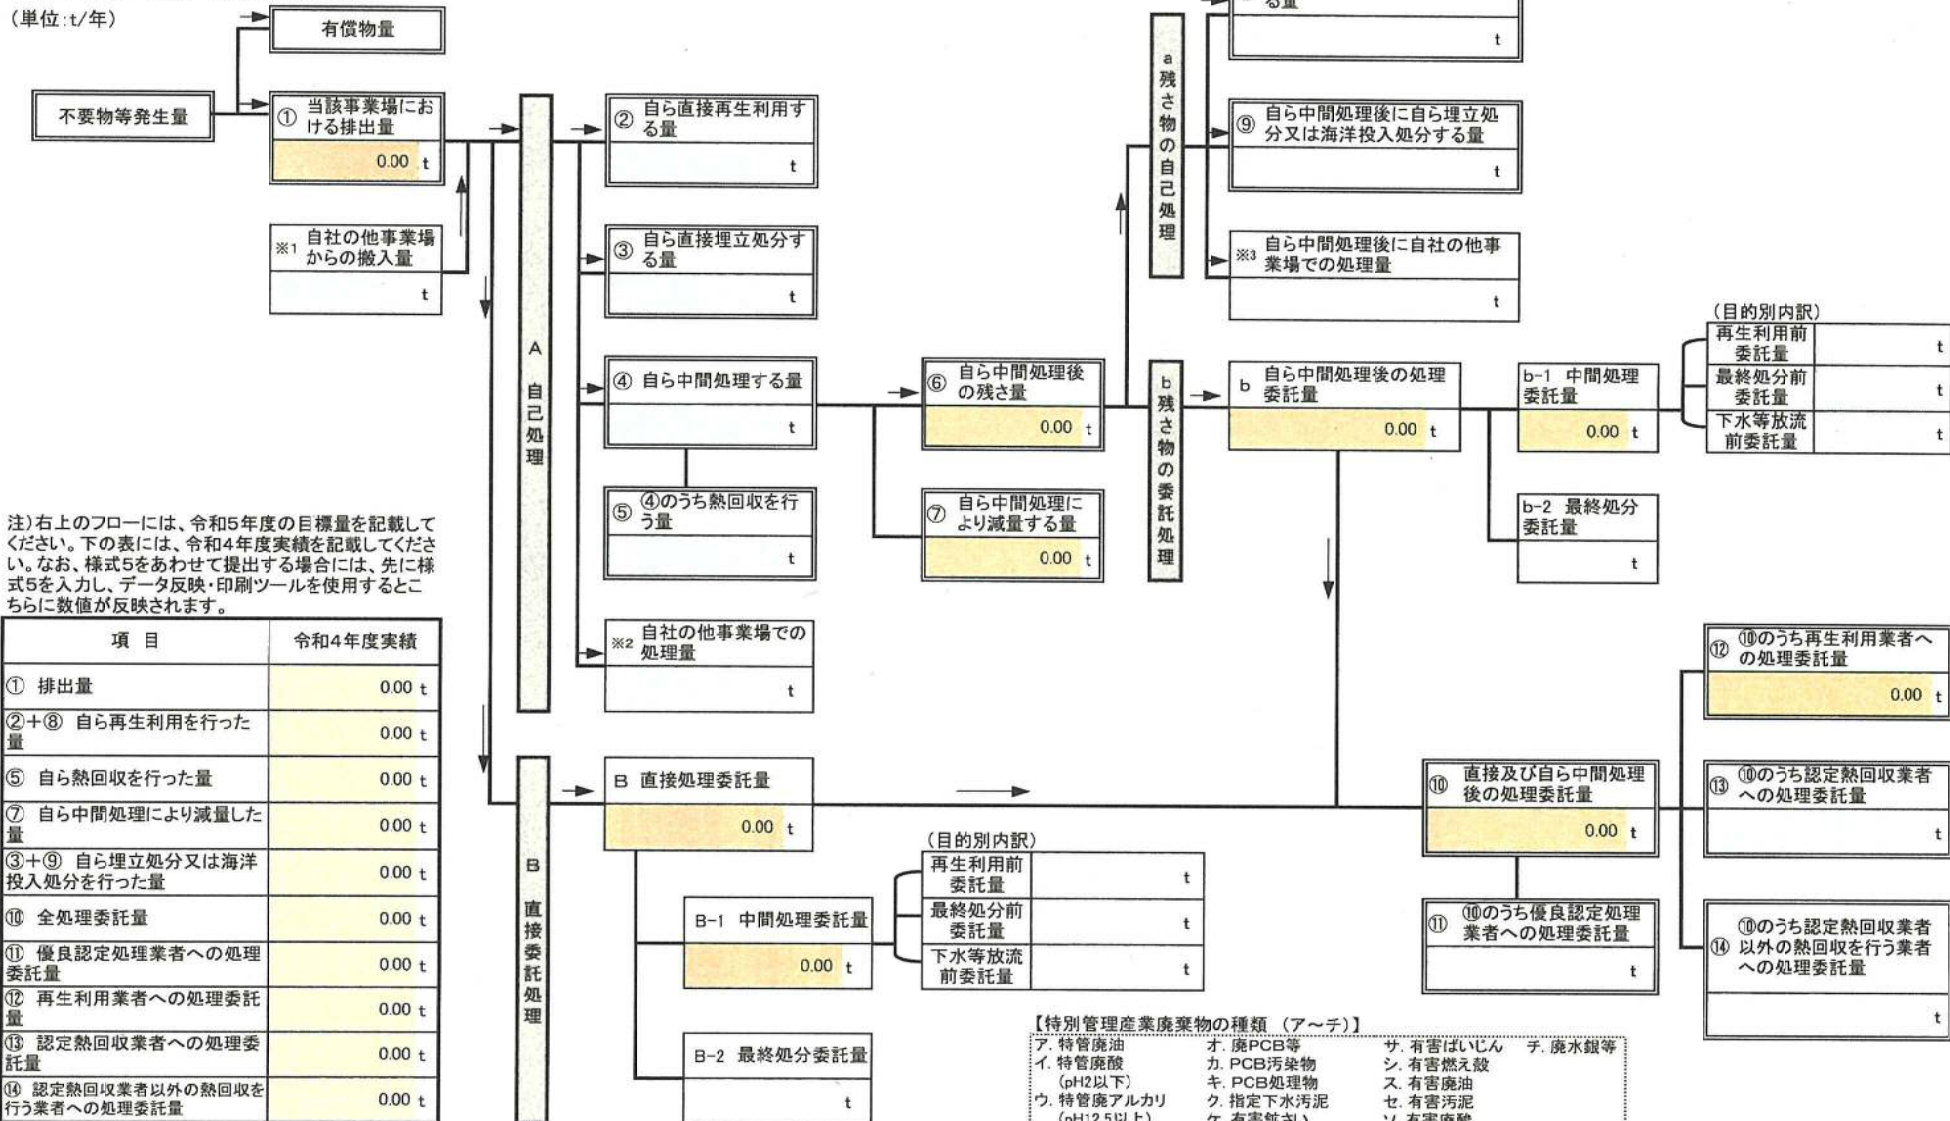 (単位:t/年)
有償物量
不要物等発生量
① 当該事業場にお
ける排出量
0.00 t
※1 自社の他事業場
からの搬入量
t
A 自己処理
② 自ら直接再生利用す
る量
t
③ 自ら直接埋立処分す
る量
t
④ 自ら中間処理する量
t
⑤ ④のうち熱回収を行
う量
t
※2 自社の他事業場での
処理量
t
⑥ 自ら中間処理後
の残さ量
0.00 t
⑦ 自ら中間処理に
より減量する量
0.00 t
a 残さ物の自己処理
る量
t
⑨ 自ら中間処理後に自ら埋立処
分又は海洋投入処分する量
t
※3 自ら中間処理後に自社の他事
業場での処理量
t
b 残さ物の委託処理
b 自ら中間処理後の処理
委託量
0.00 t
b-1 中間処理
委託量
0.00 t
(目的別内訳)
再生利用前
委託量
t
最終処分前
委託量
t
下水等放流
前委託量
t
b-2 最終処分
委託量
t
注)右上のフローには、令和5年度の目標量を記載して
ください。下の表には、令和4年度実績を記載してくださ
い。なお、様式5をあわせて提出する場合には、先に様
式5を入力し、データ反映・印刷ツールを使用するとこ
ちらに数値が反映されます。
項 目 令和4年度実績
① 排出量 0.00 t
②+⑧ 自ら再生利用を行った
量 0.00 t
⑤ 自ら熱回収を行った量 0.00 t
⑦ 自ら中間処理により減量した
量 0.00 t
③+⑨ 自ら埋立処分又は海洋
投入処分を行った量 0.00 t
⑩ 全処理委託量 0.00 t
⑪ 優良認定処理業者への処理
委託量 0.00 t
⑫ 再生利用業者への処理委託
量 0.00 t
⑬ 認定熱回収業者への処理委
託量 0.00 t
⑭ 認定熱回収業者以外の熱回収を
行う業者への処理委託量 0.00 t
B 直接委託処理
B 直接処理委託量
0.00 t
B-1 中間処理委託量
0.00 t
(目的別内訳)
再生利用前
委託量
t
最終処分前
委託量
t
下水等放流
前委託量
t
B-2 最終処分委託量
t
⑩ 直接及び自ら中間処理
後の処理委託量
0.00 t
⑪ ⑩のうち優良認定処理
業者への処理委託量
t
⑫ ⑩のうち再生利用業者へ
の処理委託量
0.00 t
⑬ ⑩のうち認定熱回収業者
への処理委託量
t
⑭ ⑩のうち認定熱回収業者
以外の熱回収を行う業者
への処理委託量
t
【特別管理産業廃棄物の種類 (ア~チ)】
ア. 特管廃油 オ. 廃PCB等 サ. 有害ばいじん チ. 廃水銀等
イ. 特管廃酸 カ. PCB汚染物 シ. 有害燃え殻
(pH2以下) キ. PCB処理物 ス. 有害廃油
ウ. 特管廃アルカリ ク. 指定下水汚泥 セ. 有害汚泥
(pH12.5以上) ケ. 有害鉱さい ソ. 有害廃酸